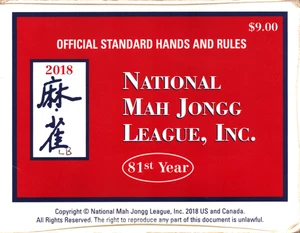 $9.00
OFFICIAL STANDARD HANDS AND RULES
2018
麻
雀
LB
NATIONAL
MAH JONGG
LEAGUE, INC.
81st Year
Copyright © National Mah Jongg League, Inc. 2018 US and Canada.
All Rights Reserved. The right to reproduce any part of this document is unlawful.